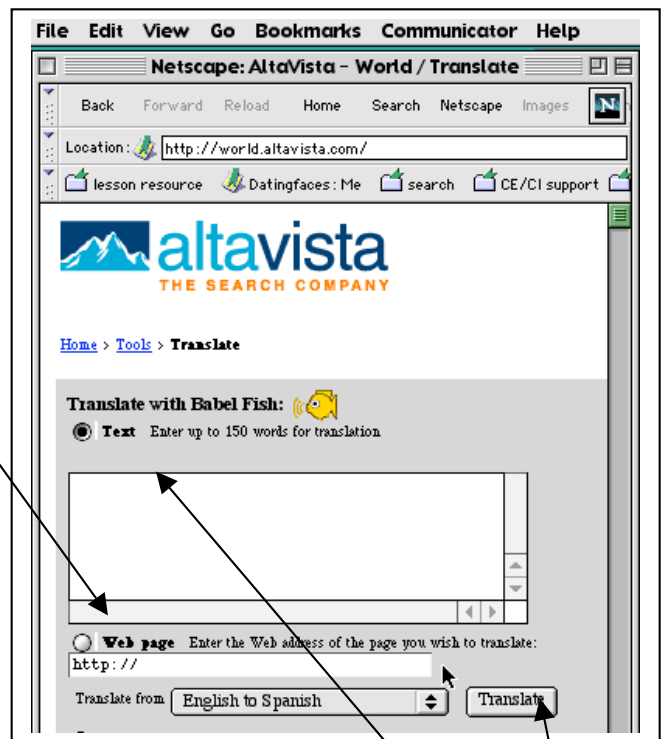 File Edit View Go Bookmarks Communicator Help
Netscape: AltaVista - World / Translate
Back Forward Reload Home Search Netscape Images
Location: http://world.altavista.com/
lesson resource Datingfaces: Me search CE/CI support
altavista
THE SEARCH COMPANY
Home > Tools > Translate
Translate with Babel Fish:
Text Enter up to 150 words for translation
Web page Enter the Web address of the page you wish to translate:
http://
Translate from English to Spanish Translate